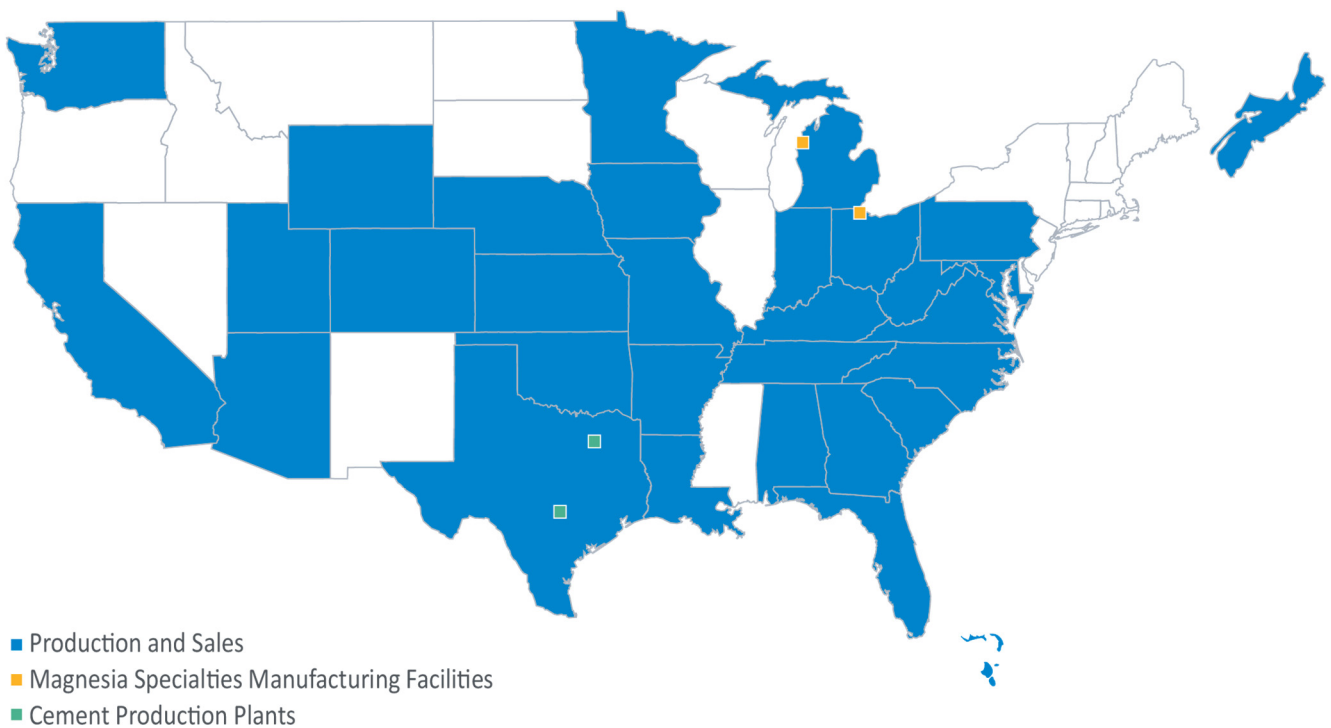 Production and Sales
Magnesia Specialties Manufacturing Facilities
Cement Production Plants